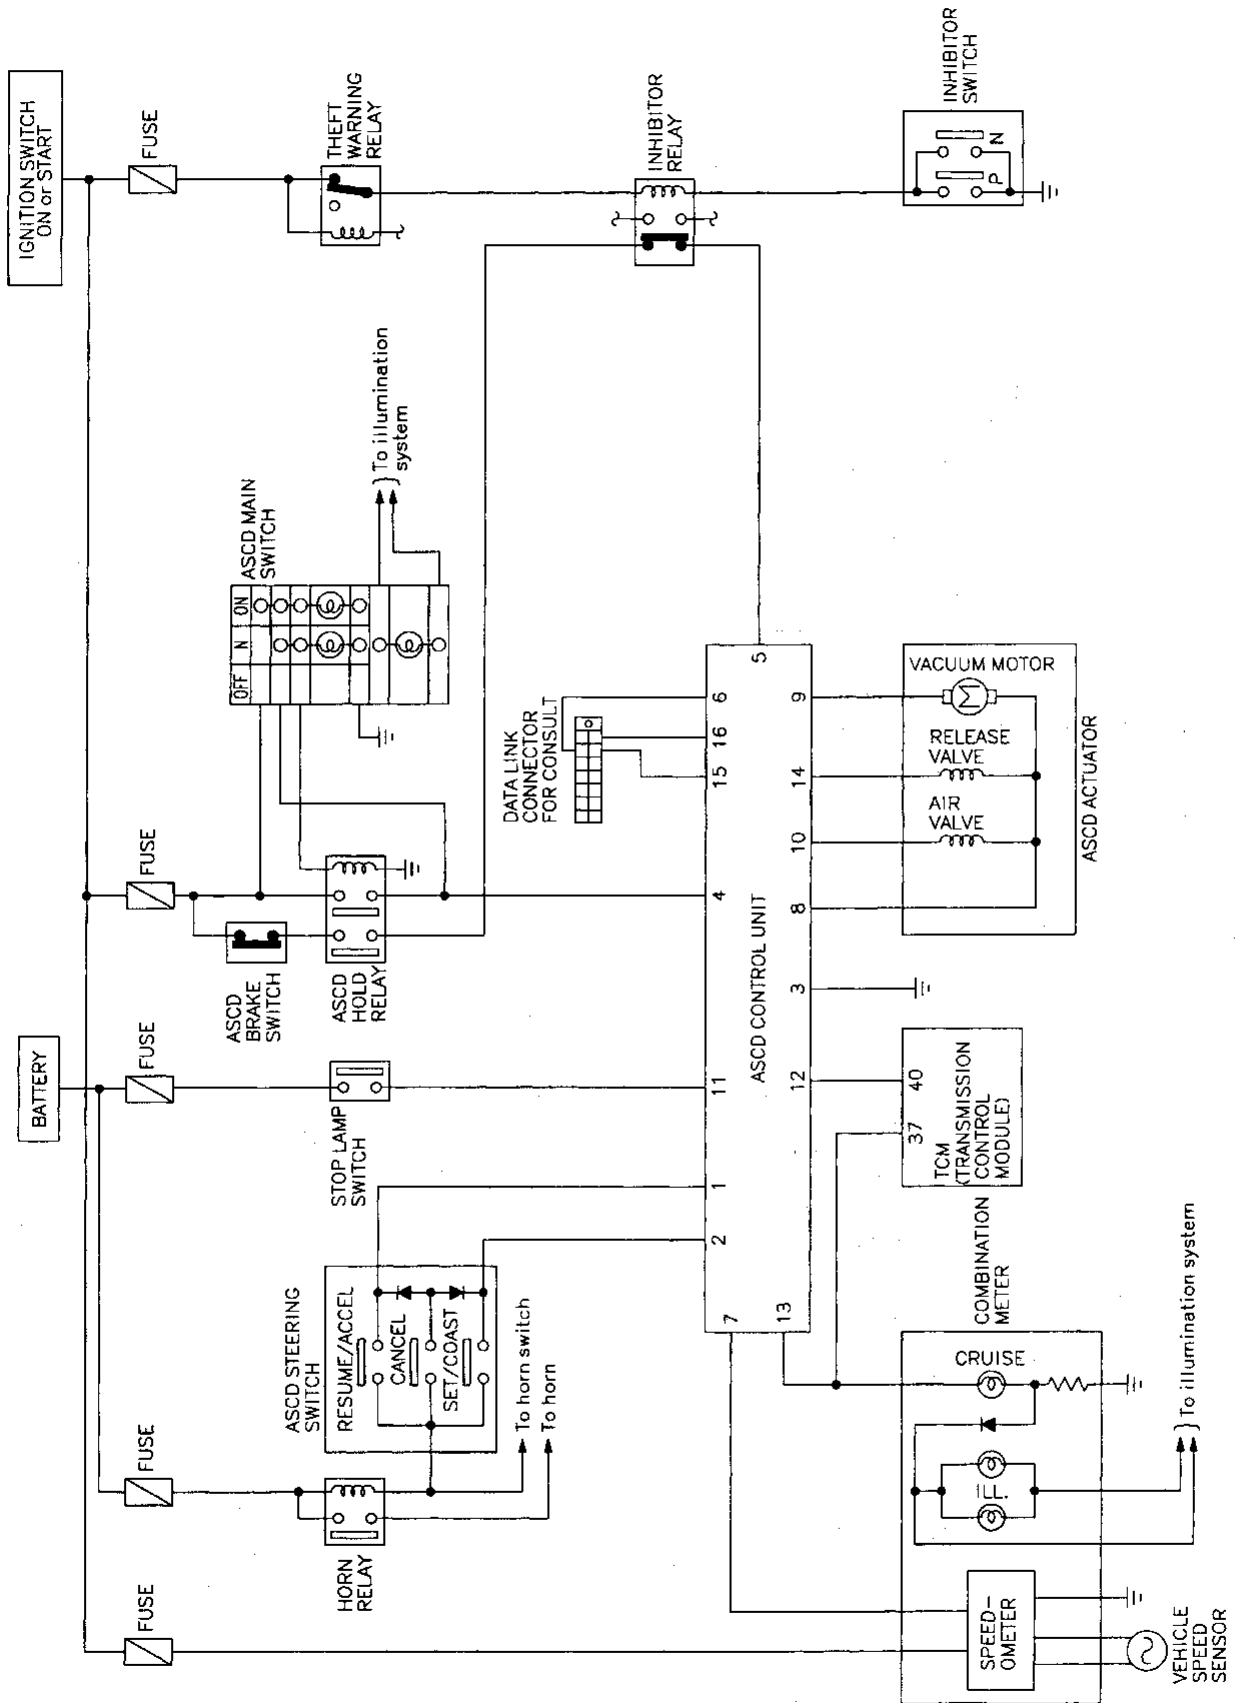 IGNITION SWITCH
ON or START
BATTERY
FUSE
FUSE
FUSE
FUSE
FUSE
THEFT
WARNING
RELAY
INHIBITOR
RELAY
INHIBITOR
SWITCH
P
N
ASCD MAIN
SWITCH
OFF
N
ON
To illumination
system
ASCD
BRAKE
SWITCH
ASCD
HOLD
RELAY
STOP LAMP
SWITCH
ASCD STEERING
SWITCH
RESUME/ACCEL
CANCEL
SET/COAST
HORN
RELAY
To horn switch
To horn
DATA LINK
CONNECTOR
FOR CONSULT
7
2
1
11
4
15
16
6
5
ASCD CONTROL UNIT
13
12
3
8
10
14
9
VACUUM MOTOR
M
RELEASE
VALVE
AIR
VALVE
ASCD ACTUATOR
37
40
TCM
(TRANSMISSION
CONTROL
MODULE)
COMBINATION
METER
CRUISE
ILL.
To illumination system
SPEED-
OMETER
VEHICLE
SPEED
SENSOR